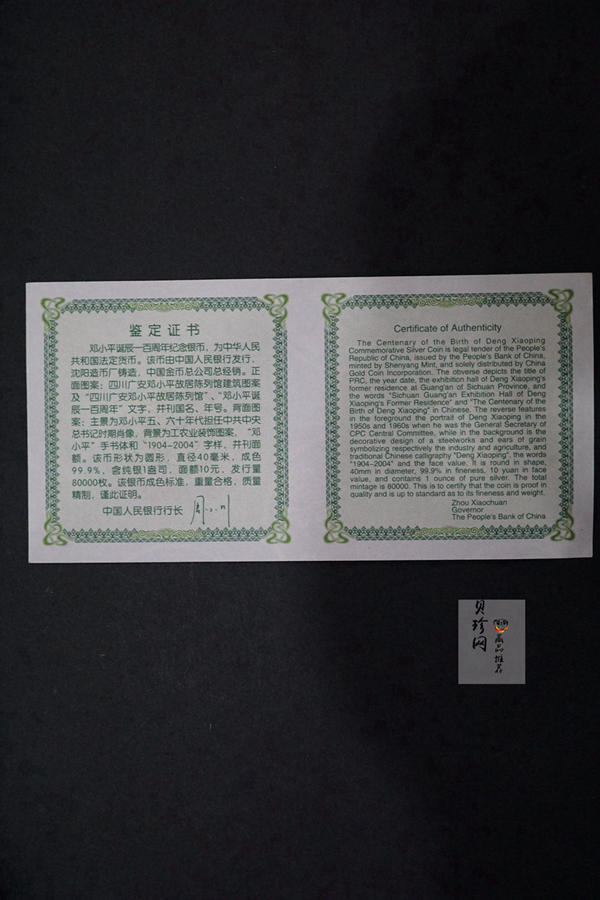 鉴定证书
邓小平诞辰一百周年纪念银币，为中华人民
共和国法定货币。该币由中国人民银行发行，
沈阳造币厂铸造，中国金币总公司总经销。正
面图案：四川广安邓小平故居陈列馆建筑图案
及“四川广安邓小平故居陈列馆”、“邓小平诞
辰一百周年”文字，并刊国名、年号。背面图
案：主景为邓小平五、六十年代担任中共中央
总书记时期肖像，背景为工农业装饰图案，“邓
小平”手书体和“1904-2004”字样，并刊面
额。该币形状为圆形，直径40毫米，成色
99.9%，含纯银1盎司，面额10元，发行量
80000枚。该银币成色标准，重量合格，质量
精制，谨此证明。
中国人民银行行长
Certificate of Authenticity
The Centenary of the Birth of Deng Xiaoping
Commemorative Silver Coin is legal tender of the People's
Republic of China, issued by the People's Bank of China,
minted by Shenyang Mint, and solely distributed by China
Gold Coin Incorporation. The obverse depicts the title of
PRC, the year date, the exhibition hall of Deng Xiaoping's
former residence at Guang'an of Sichuan Province, and
the words "Sichuan Guang'an Exhibition Hall of Deng
Xiaoping's Former Residence" and "The Centenary of the
Birth of Deng Xiaoping" in Chinese. The reverse features
in the foreground the portrait of Deng Xiaoping in the
1950s and 1960s when he was the General Secretary of
CPC Central Committee, while in the background is the
decorative design of a steelworks and ears of grain
symbolizing respectively the industry and agriculture, and
traditional Chinese calligraphy "Deng Xiaoping", the words
"1904-2004" and the face value. It is round in shape,
40mm in diameter, 99.9% in fineness, 10 yuan in face
value, and contains 1 ounce of pure silver. The total
mintage is 80000. This is to certify that the coin is proof in
quality and is up to standard as to its fineness and weight.
Zhou Xiaochuan
Governor
The People's Bank of China
贝珍网
商品推荐